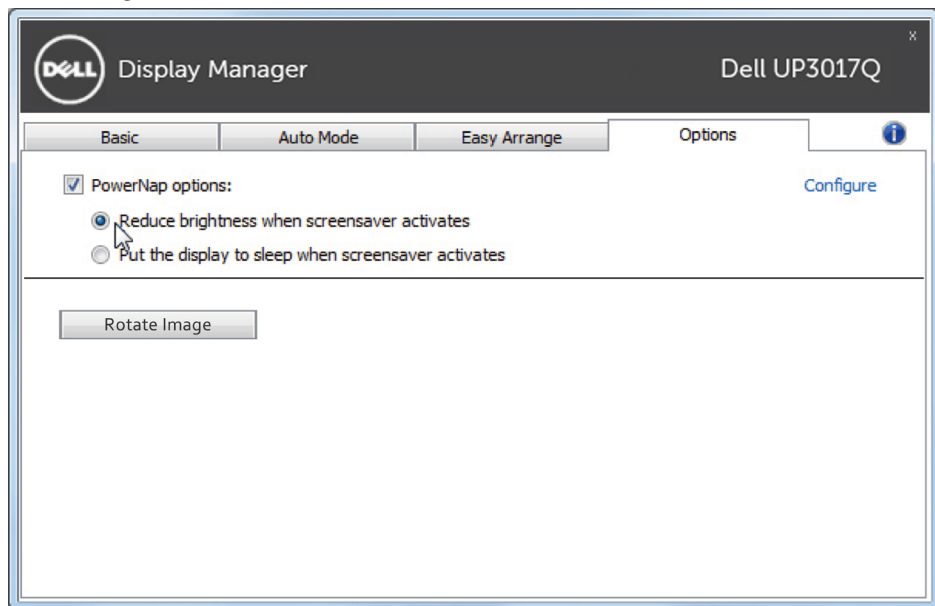 DELL Display Manager Dell UP3017Q x
Basic Auto Mode Easy Arrange Options i
PowerNap options: Configure
Reduce brightness when screensaver activates
Put the display to sleep when screensaver activates
Rotate Image